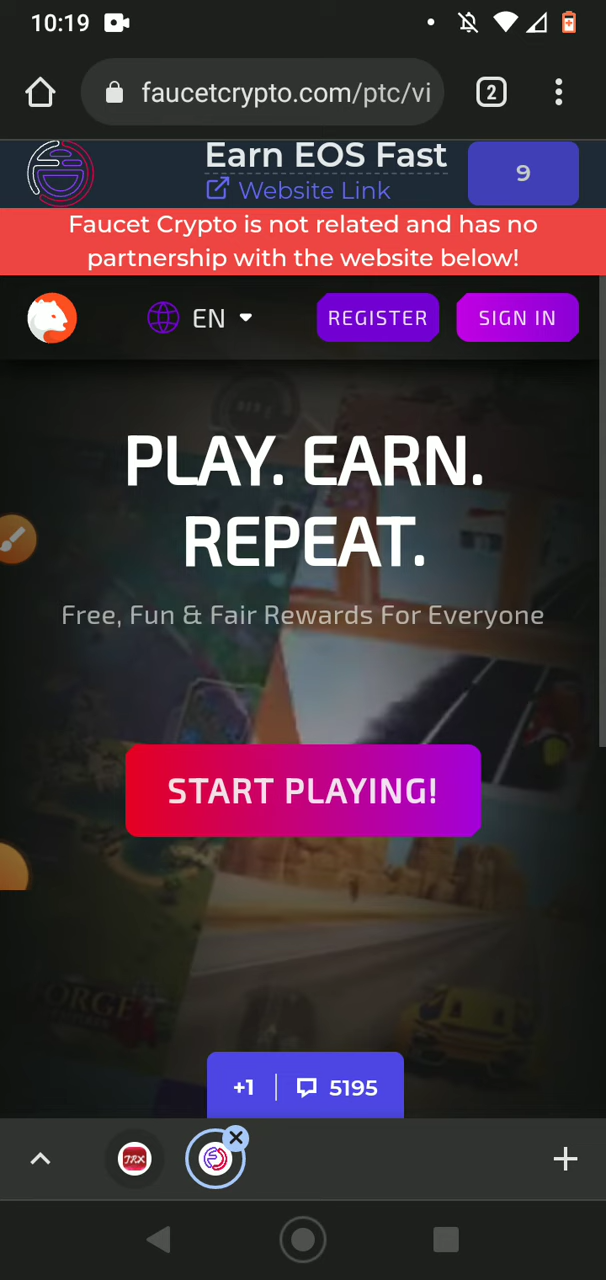 10:19
faucetcrypto.com/ptc/vi
2
Earn EOS Fast
Website Link
9
Faucet Crypto is not related and has no
partnership with the website below!
EN
REGISTER
SIGN IN
PLAY. EARN.
REPEAT.
Free, Fun & Fair Rewards For Everyone
START PLAYING!
ORGE
+1
5195
TRX